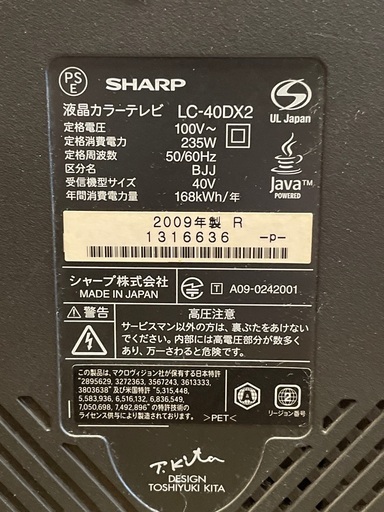 PS
E
SHARP
液晶カラーテレビ LC-40DX2
定格電圧 100V～
定格消費電力 235W
定格周波数 50/60Hz
区分名 BJJ
受信機型サイズ 40V
年間消費電力量 168kWh/年
UL Japan
Java™
POWERED
2009年製 R
1316636 -p-
シャープ株式会社
MADE IN JAPAN
T A09-0242001
警告 高圧注意
サービスマン以外の方は、裏ぶたをあけないで
ください。内部には高電圧部分が数多く
あり、万一さわると危険です。
この製品は、マクロヴィジョン社が保有する日本特許
"2895629, 3272363, 3567243, 3613333,
3803638" 及び米国特許 "5,315,448,
5,583,936, 6,516,132, 6,836,549,
7,050,698, 7,492,896" の特許技術の
ライセンス供与により製造されております。
A
2
リージョン番号
>PET<
T. Kita
DESIGN
TOSHIYUKI KITA